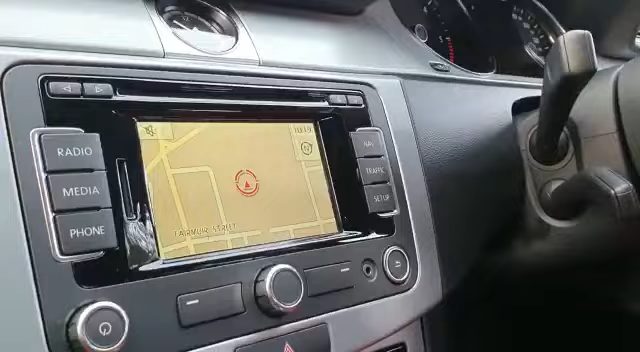 RADIO
MEDIA
PHONE
NAV
TRAFFIC
SETUP
N
FAIRMUIR STREET